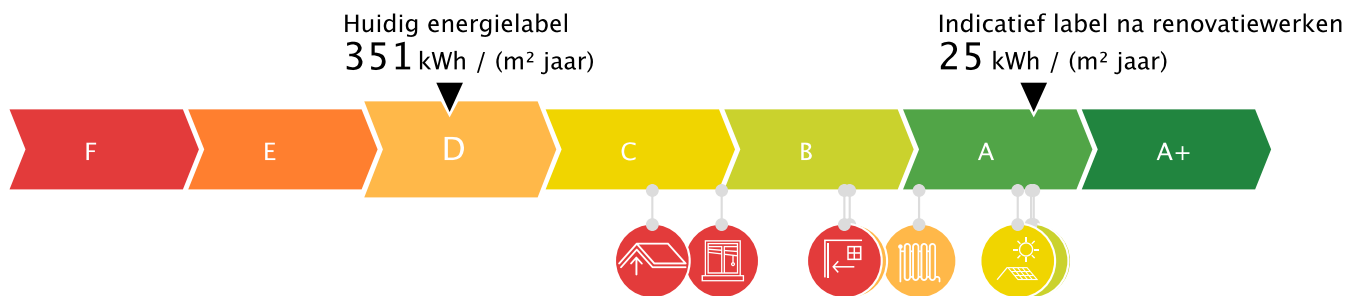 Huidig energielabel
351 kWh / (m² jaar)
Indicatief label na renovatiewerken
25 kWh / (m² jaar)
F E D C B A A+